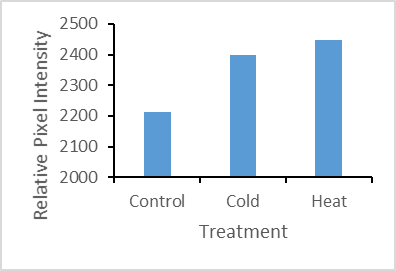 Relative Pixel Intensity
2500
2400
2300
2200
2100
2000
Control Cold Heat
Treatment